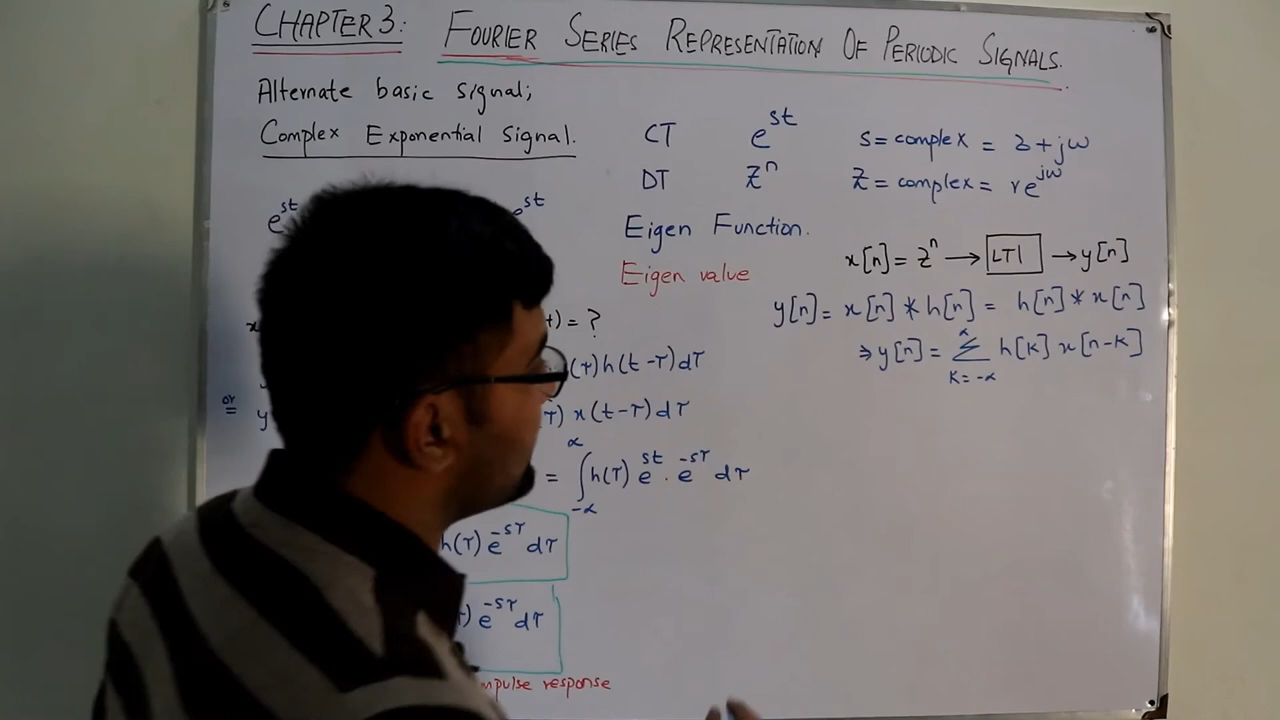 CHAPTER 3: FOURIER SERIES REPRESENTATION OF PERIODIC SIGNALS.
Alternate basic signal;
Complex Exponential Signal.
CT e^{st} s = complex = σ + jω
DT z^n z = complex = re^{jω}
e^{st} e^{st}
Eigen Function.
Eigen value
x[n] = z^n → LTI → y[n]
y[n] = x[n] * h[n] = h[n] * x[n]
⇒ y[n] = ∑_{k=-∞}^{∞} h[k] x[n-k]
x t) = ?
(τ) h(t-τ) dτ
or
= y τ) x(t-τ) dτ
= ∫_{-∞}^{∞} h(τ) e^{st} . e^{-sτ} dτ
h(τ) e^{-sτ} dτ
τ) e^{-sτ} dτ
mpulse response